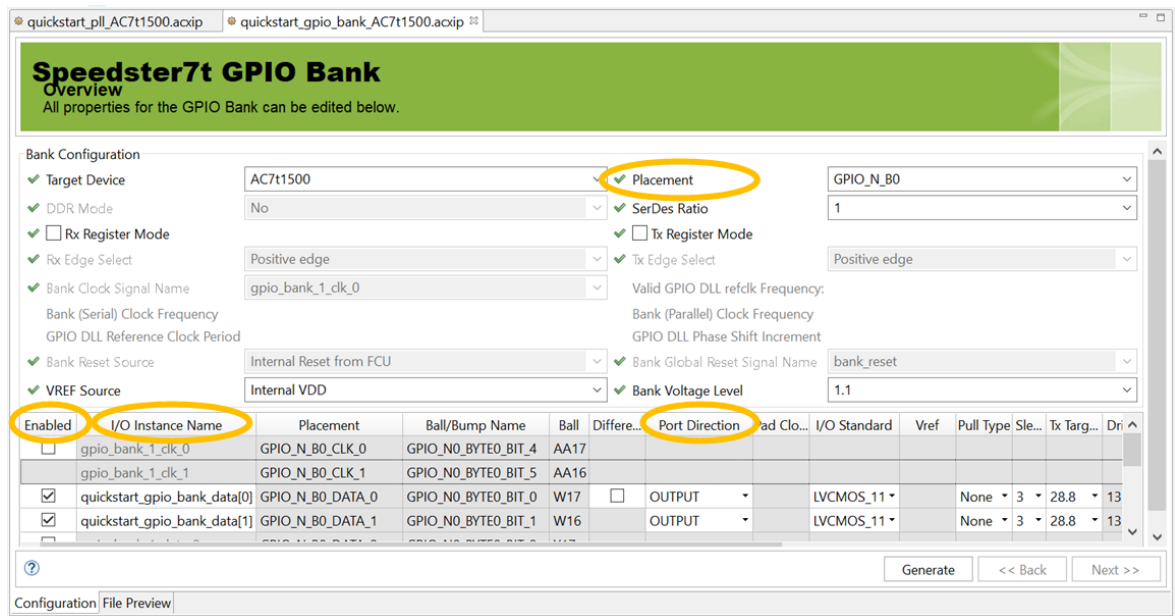 quickstart_pll_AC7t1500.acxip quickstart_gpio_bank_AC7t1500.acxip
Speedster7t GPIO Bank
Overview
All properties for the GPIO Bank can be edited below.
Bank Configuration
Target Device AC7t1500 Placement GPIO_N_B0
DDR Mode No SerDes Ratio 1
Rx Register Mode Tx Register Mode
Rx Edge Select Positive edge Tx Edge Select Positive edge
Bank Clock Signal Name gpio_bank_1_clk_0 Valid GPIO DLL refclk Frequency:
Bank (Serial) Clock Frequency Bank (Parallel) Clock Frequency
GPIO DLL Reference Clock Period GPIO DLL Phase Shift Increment
Bank Reset Source Internal Reset from FCU Bank Global Reset Signal Name bank_reset
VREF Source Internal VDD Bank Voltage Level 1.1
Enabled I/O Instance Name Placement Ball/Bump Name Ball Differe... Port Direction Pad Clo... I/O Standard Vref Pull Type Sle... Tx Targ... Dri
gpio_bank_1_clk_0 GPIO_N_B0_CLK_0 GPIO_N0_BYTE0_BIT_4 AA17
gpio_bank_1_clk_1 GPIO_N_B0_CLK_1 GPIO_N0_BYTE0_BIT_5 AA16
quickstart_gpio_bank_data[0] GPIO_N_B0_DATA_0 GPIO_N0_BYTE0_BIT_0 W17 OUTPUT LVCMOS_11 None 3 28.8 13
quickstart_gpio_bank_data[1] GPIO_N_B0_DATA_1 GPIO_N0_BYTE0_BIT_1 W16 OUTPUT LVCMOS_11 None 3 28.8 13
Generate << Back Next >>
Configuration File Preview